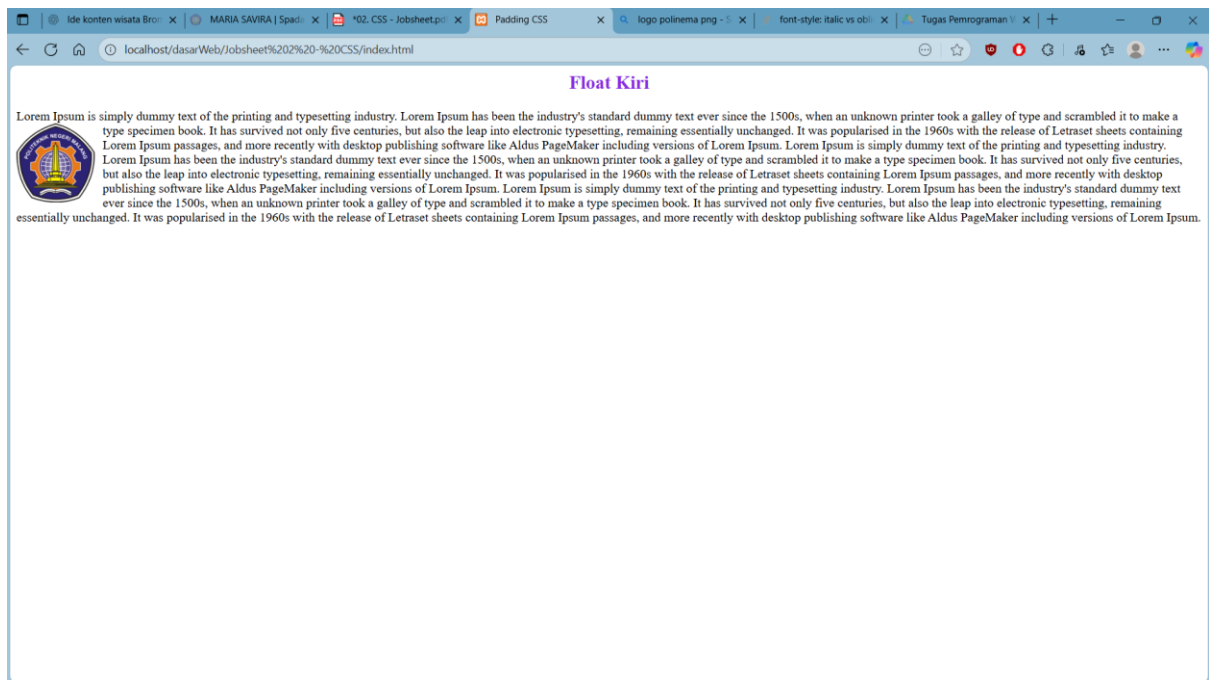 Ide konten wisata Bron
MARIA SAVIRA | Spada
*02. CSS - Jobsheet.pd
Padding CSS
logo polinema png - S
font-style: italic vs obli
Tugas Pemrograman W
localhost/dasarWeb/Jobsheet%202%20-%20CSS/index.html
Float Kiri
Lorem Ipsum is simply dummy text of the printing and typesetting industry. Lorem Ipsum has been the industry's standard dummy text ever since the 1500s, when an unknown printer took a galley of type and scrambled it to make a
type specimen book. It has survived not only five centuries, but also the leap into electronic typesetting, remaining essentially unchanged. It was popularised in the 1960s with the release of Letraset sheets containing
Lorem Ipsum passages, and more recently with desktop publishing software like Aldus PageMaker including versions of Lorem Ipsum. Lorem Ipsum is simply dummy text of the printing and typesetting industry.
Lorem Ipsum has been the industry's standard dummy text ever since the 1500s, when an unknown printer took a galley of type and scrambled it to make a type specimen book. It has survived not only five centuries,
but also the leap into electronic typesetting, remaining essentially unchanged. It was popularised in the 1960s with the release of Letraset sheets containing Lorem Ipsum passages, and more recently with desktop
publishing software like Aldus PageMaker including versions of Lorem Ipsum. Lorem Ipsum is simply dummy text of the printing and typesetting industry. Lorem Ipsum has been the industry's standard dummy text
ever since the 1500s, when an unknown printer took a galley of type and scrambled it to make a type specimen book. It has survived not only five centuries, but also the leap into electronic typesetting, remaining
essentially unchanged. It was popularised in the 1960s with the release of Letraset sheets containing Lorem Ipsum passages, and more recently with desktop publishing software like Aldus PageMaker including versions of Lorem Ipsum.
POLITEKNIK NEGERI MALANG